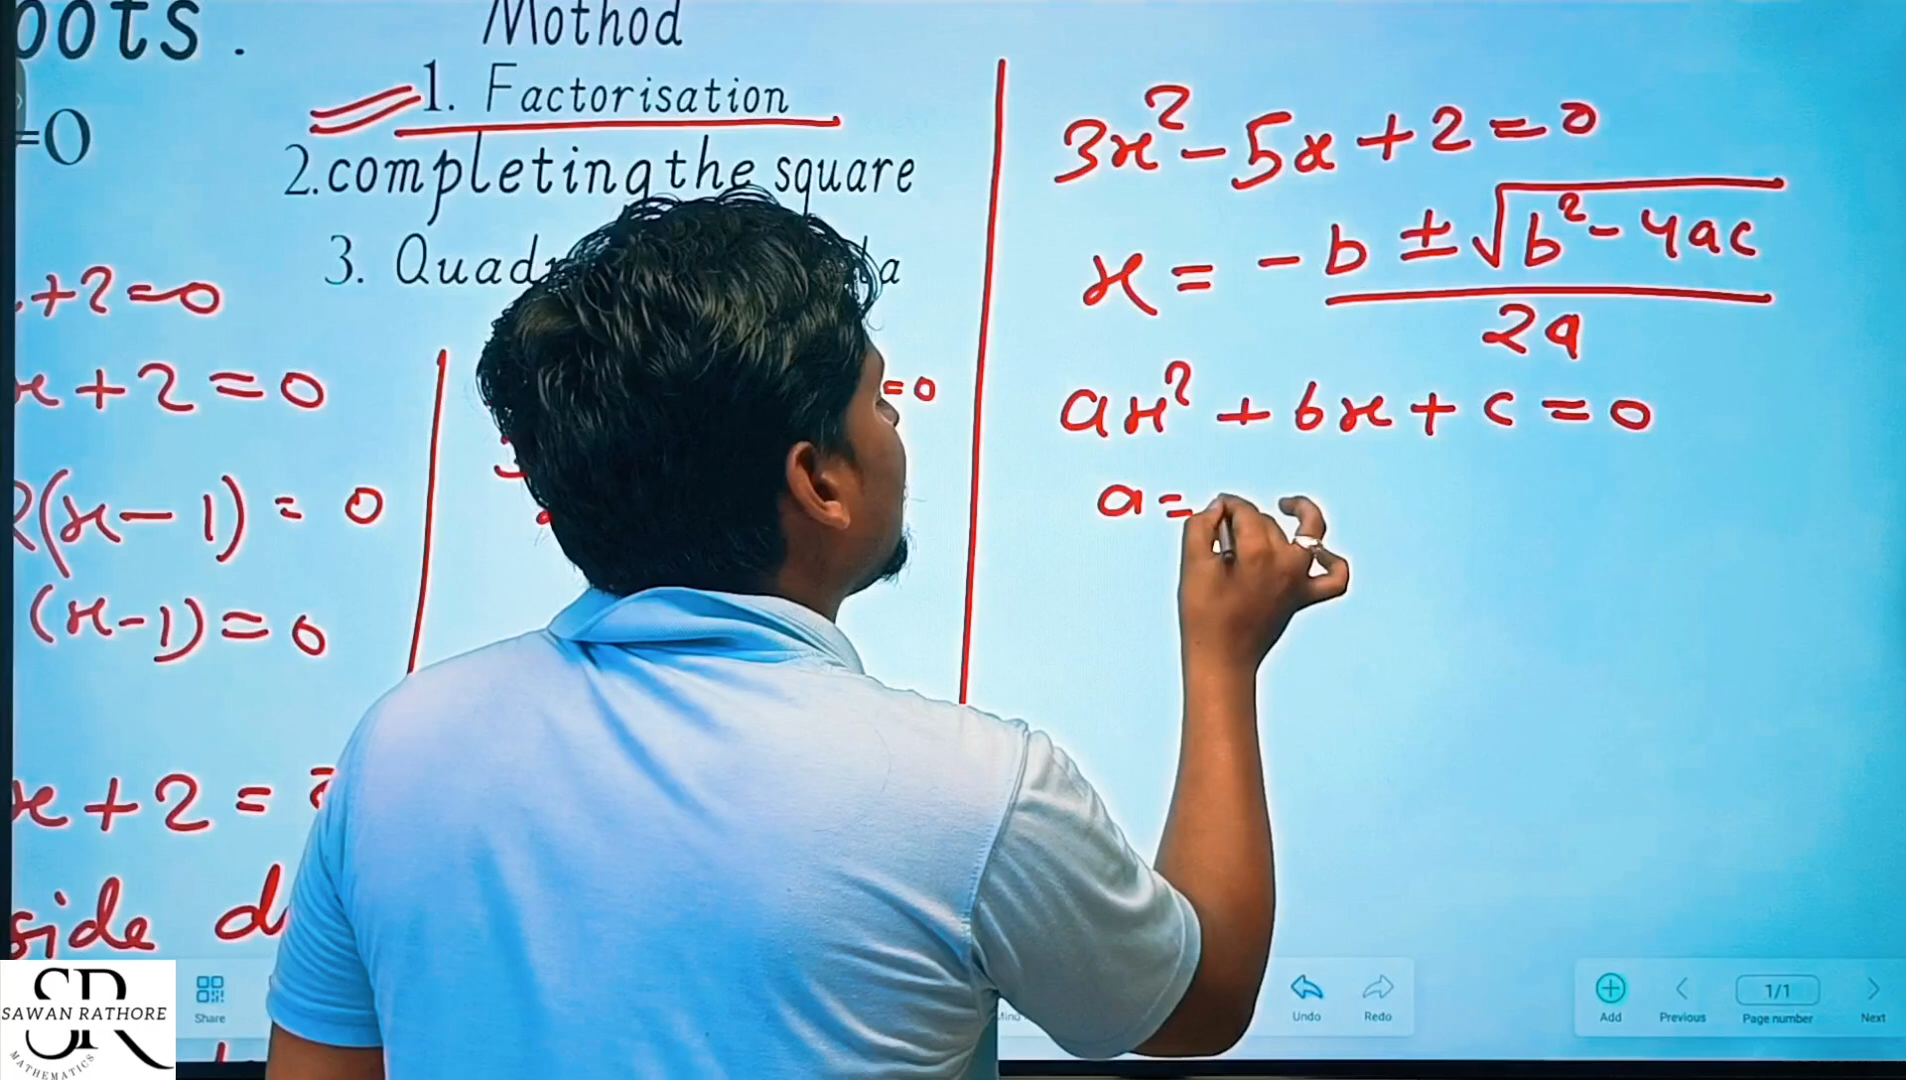 oots.
=0
Mothod
1. Factorisation
2.completing the square
3. Quad
a
+2=0
x+2=0
2(x-1)=0
(x-1)=0
x+2=
side d
=0
3x²-5x+2=0
x = -b ± √b²-4ac
2a
ax²+bx+c=0
a=
SR
SAWAN RATHORE
MATHEMATICS
Share
Undo
Redo
Add
Previous
1/1
Page number
Next